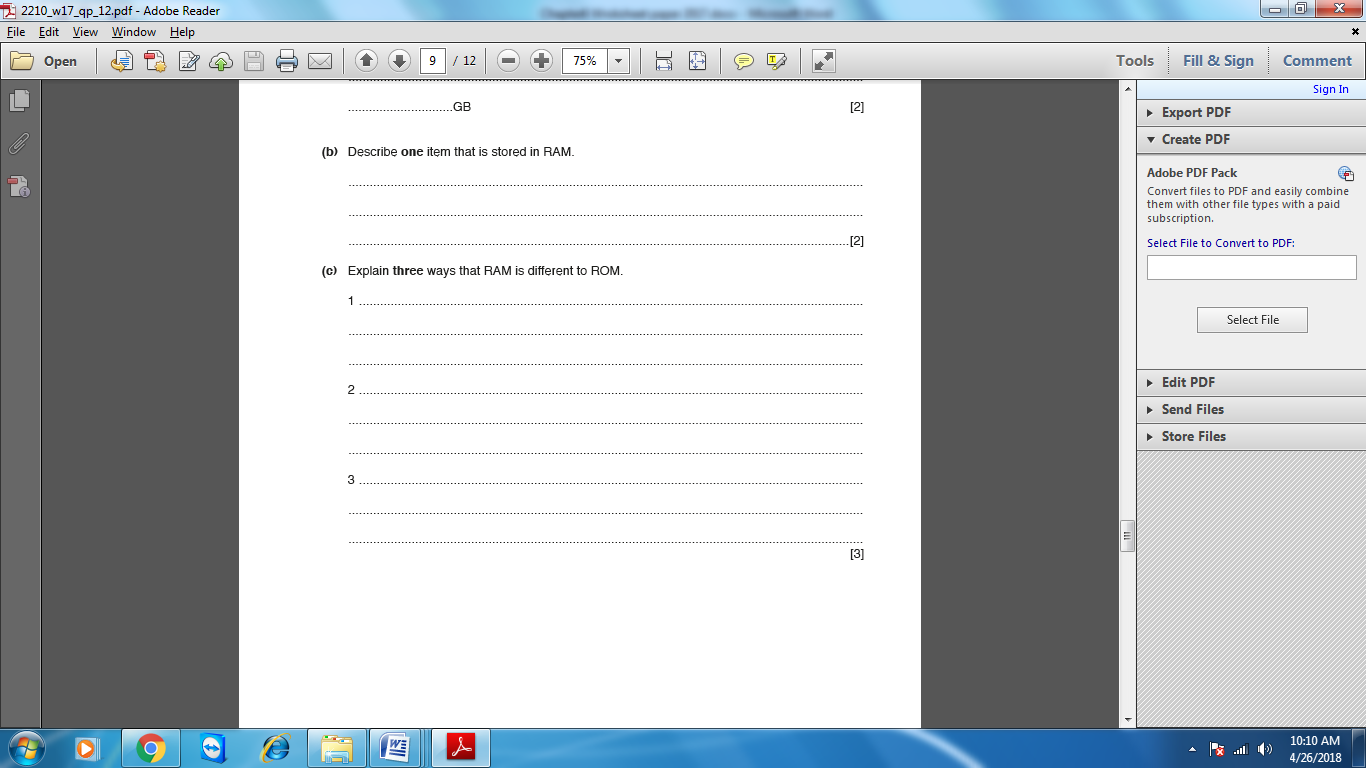 2210_w17_qp_12.pdf - Adobe Reader
File Edit View Window Help
Open 9 / 12 75% Tools Fill & Sign Comment
Sign In
..............................GB [2]
(b) Describe one item that is stored in RAM.
[2]
(c) Explain three ways that RAM is different to ROM.
1
2
3
[3]
Export PDF
Create PDF
Adobe PDF Pack
Convert files to PDF and easily combine
them with other file types with a paid
subscription.
Select File to Convert to PDF:
Select File
Edit PDF
Send Files
Store Files
10:10 AM
4/26/2018